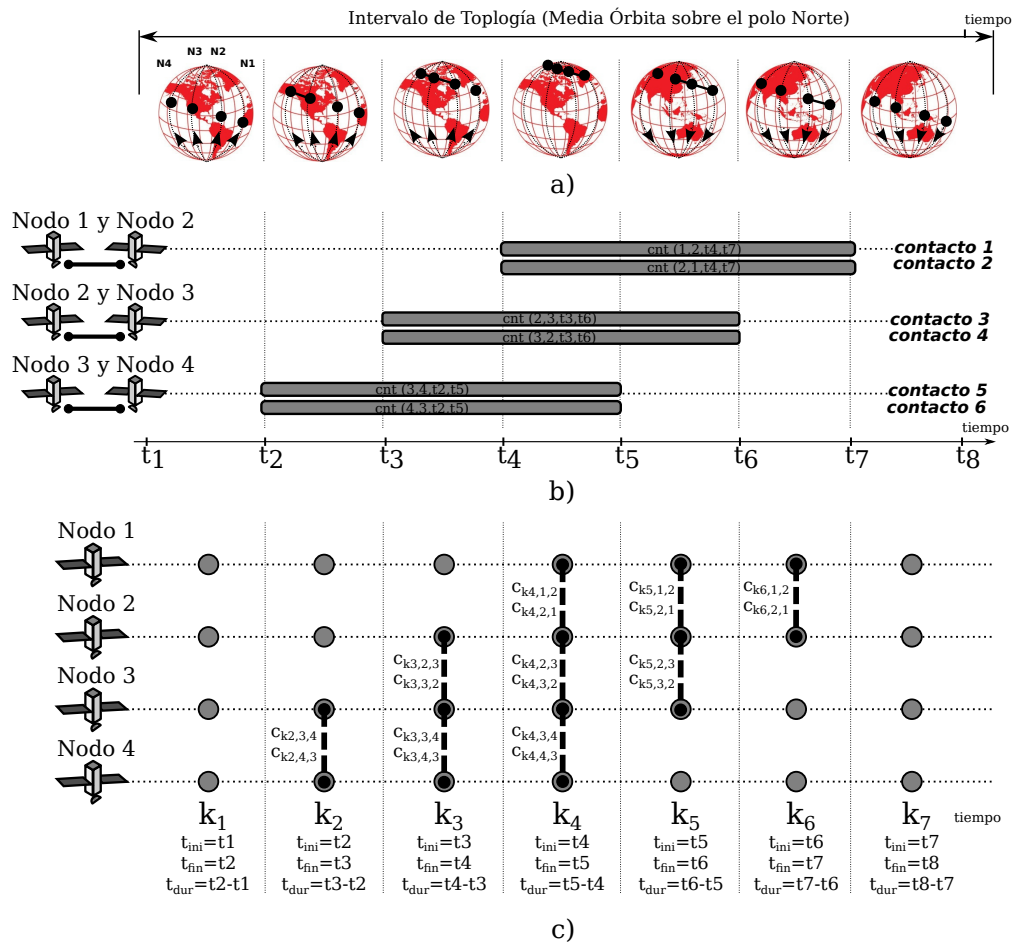 Intervalo de Toplogía (Media Órbita sobre el polo Norte)
tiempo
N4 N3 N2 N1
a)
Nodo 1 y Nodo 2
cnt (1,2,t4,t7)
contacto 1
cnt (2,1,t4,t7)
contacto 2
Nodo 2 y Nodo 3
cnt (2,3,t3,t6)
contacto 3
cnt (3,2,t3,t6)
contacto 4
Nodo 3 y Nodo 4
cnt (3,4,t2,t5)
contacto 5
cnt (4,3,t2,t5)
contacto 6
tiempo
t1 t2 t3 t4 t5 t6 t7 t8
b)
Nodo 1
ck4,1,2 ck5,1,2 ck6,1,2
ck4,2,1 ck5,2,1 ck6,2,1
Nodo 2
ck3,2,3 ck4,2,3 ck5,2,3
ck3,3,2 ck4,3,2 ck5,3,2
Nodo 3
ck2,3,4 ck3,3,4 ck4,3,4
ck2,4,3 ck3,4,3 ck4,4,3
Nodo 4
k1 k2 k3 k4 k5 k6 k7 tiempo
tini=t1 tini=t2 tini=t3 tini=t4 tini=t5 tini=t6 tini=t7
tfin=t2 tfin=t3 tfin=t4 tfin=t5 tfin=t6 tfin=t7 tfin=t8
tdur=t2-t1 tdur=t3-t2 tdur=t4-t3 tdur=t5-t4 tdur=t6-t5 tdur=t7-t6 tdur=t8-t7
c)